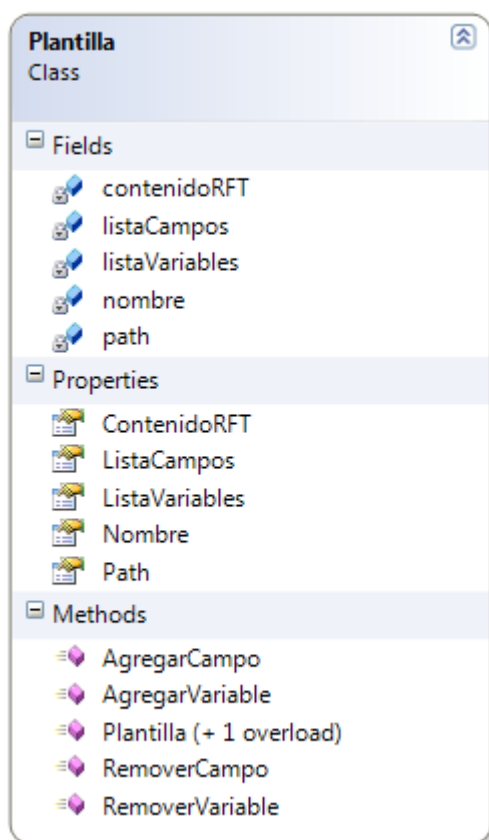 Plantilla
Class
Fields
contenidoRFT
listaCampos
listaVariables
nombre
path
Properties
ContenidoRFT
ListaCampos
ListaVariables
Nombre
Path
Methods
AgregarCampo
AgregarVariable
Plantilla (+ 1 overload)
RemoverCampo
RemoverVariable